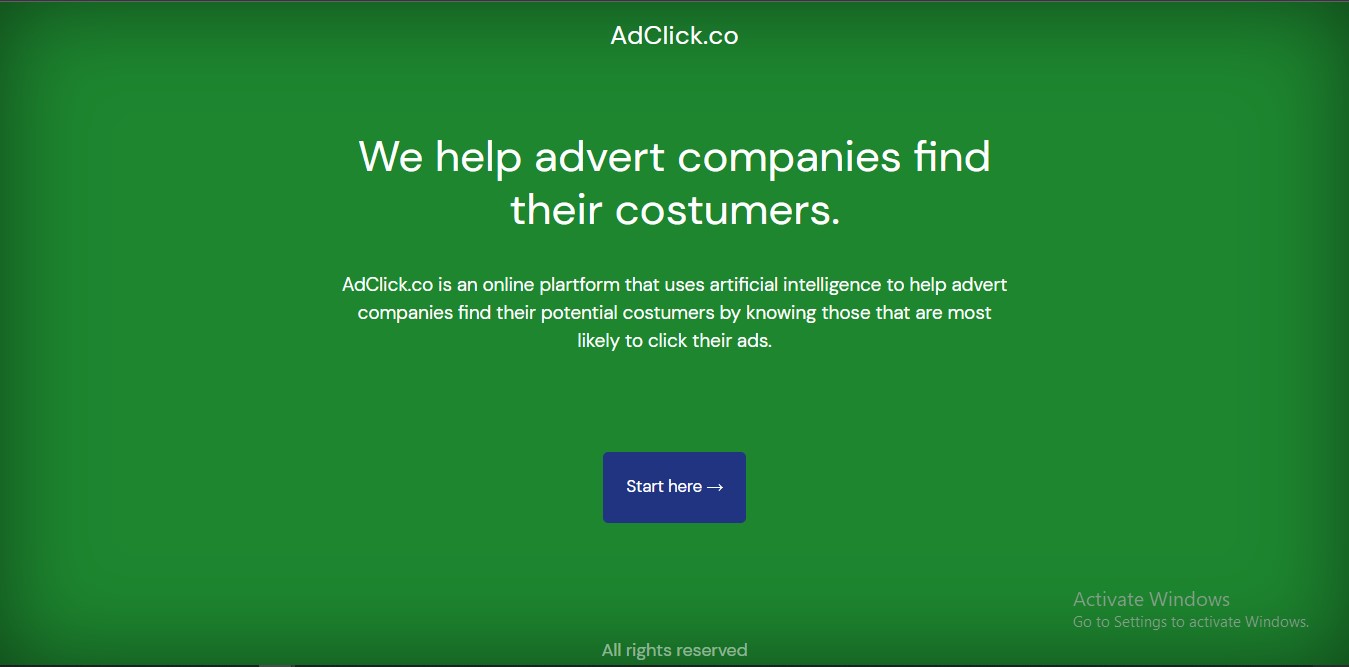 AdClick.co
We help advert companies find
their costumers.
AdClick.co is an online plartform that uses artificial intelligence to help advert
companies find their potential costumers by knowing those that are most
likely to click their ads.
Start here →
Activate Windows
Go to Settings to activate Windows.
All rights reserved